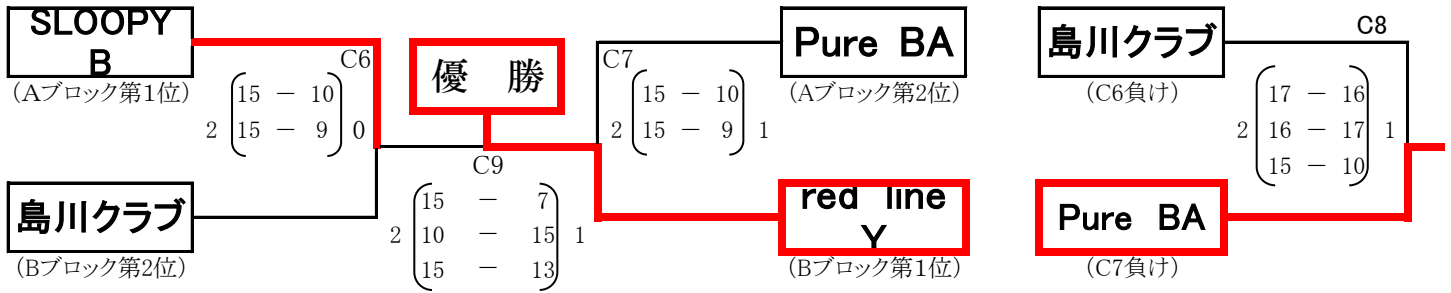 SLOOPY
B
(Aブロック第1位)
C6
2
15 － 10
15 － 9
0
優　勝
C7
2
15 － 10
15 － 9
1
Pure BA
(Aブロック第2位)
島川クラブ
(Bブロック第2位)
C9
2
15 － 7
10 － 15
15 － 13
1
red line
Y
(Bブロック第1位)
島川クラブ
(C6負け)
C8
2
17 － 16
16 － 17
15 － 10
1
Pure BA
(C7負け)